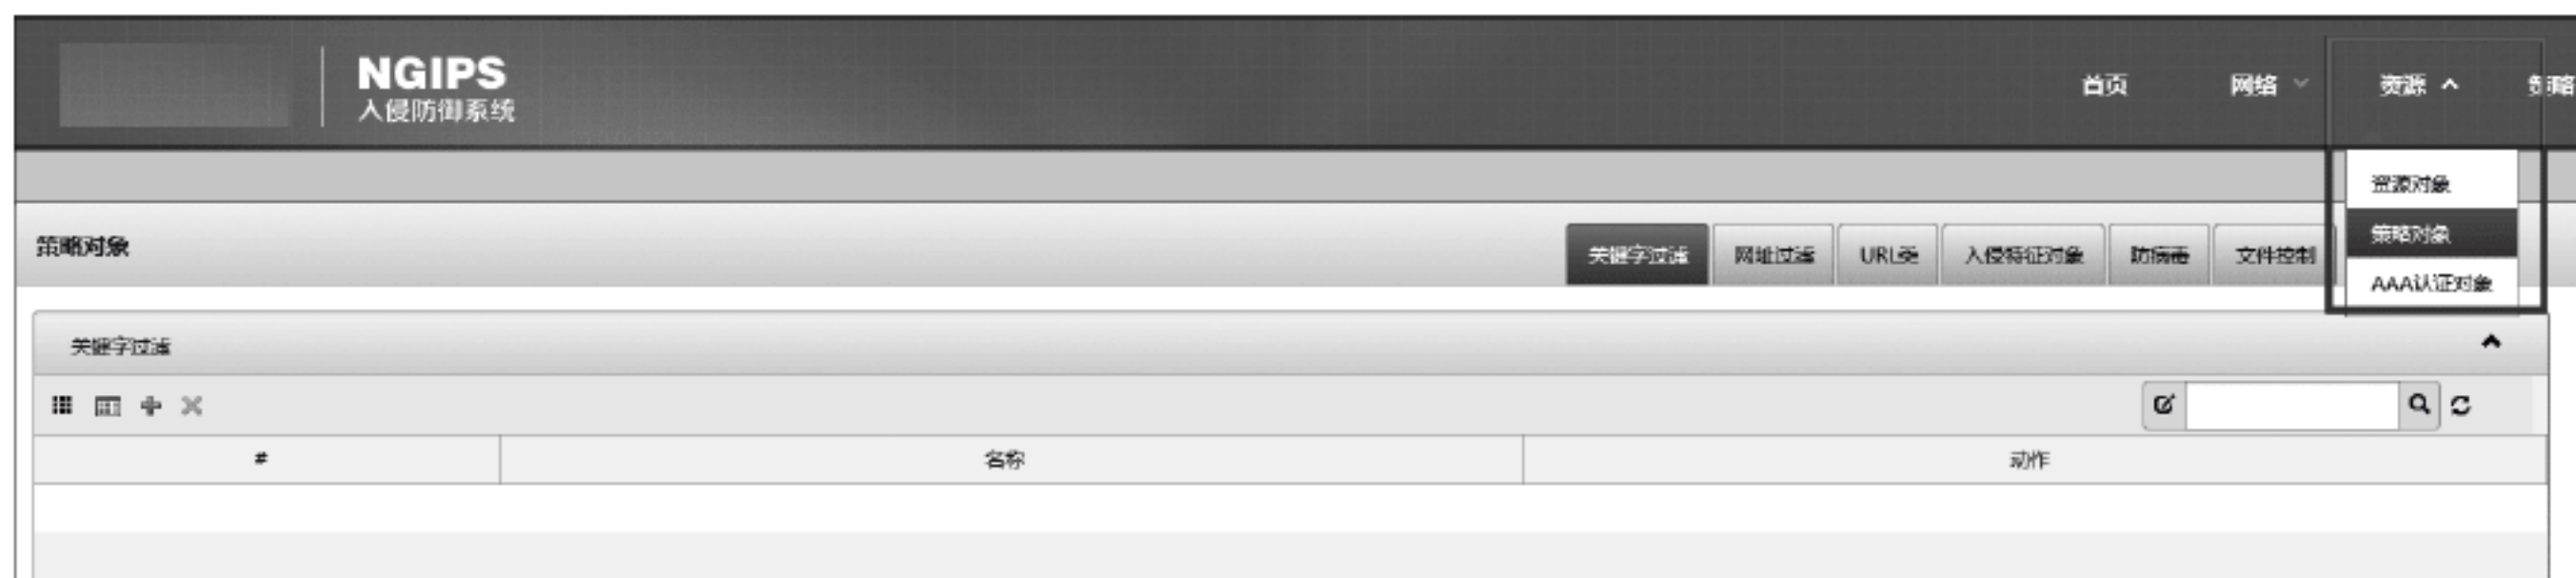 NGIPS
入侵防御系统
首页 网络 资源 策略
资源对象
策略对象
AAA认证对象
策略对象
关键字过滤 网址过滤 URL类 入侵特征对象 防病毒 文件控制
关键字过滤
# 名称 动作